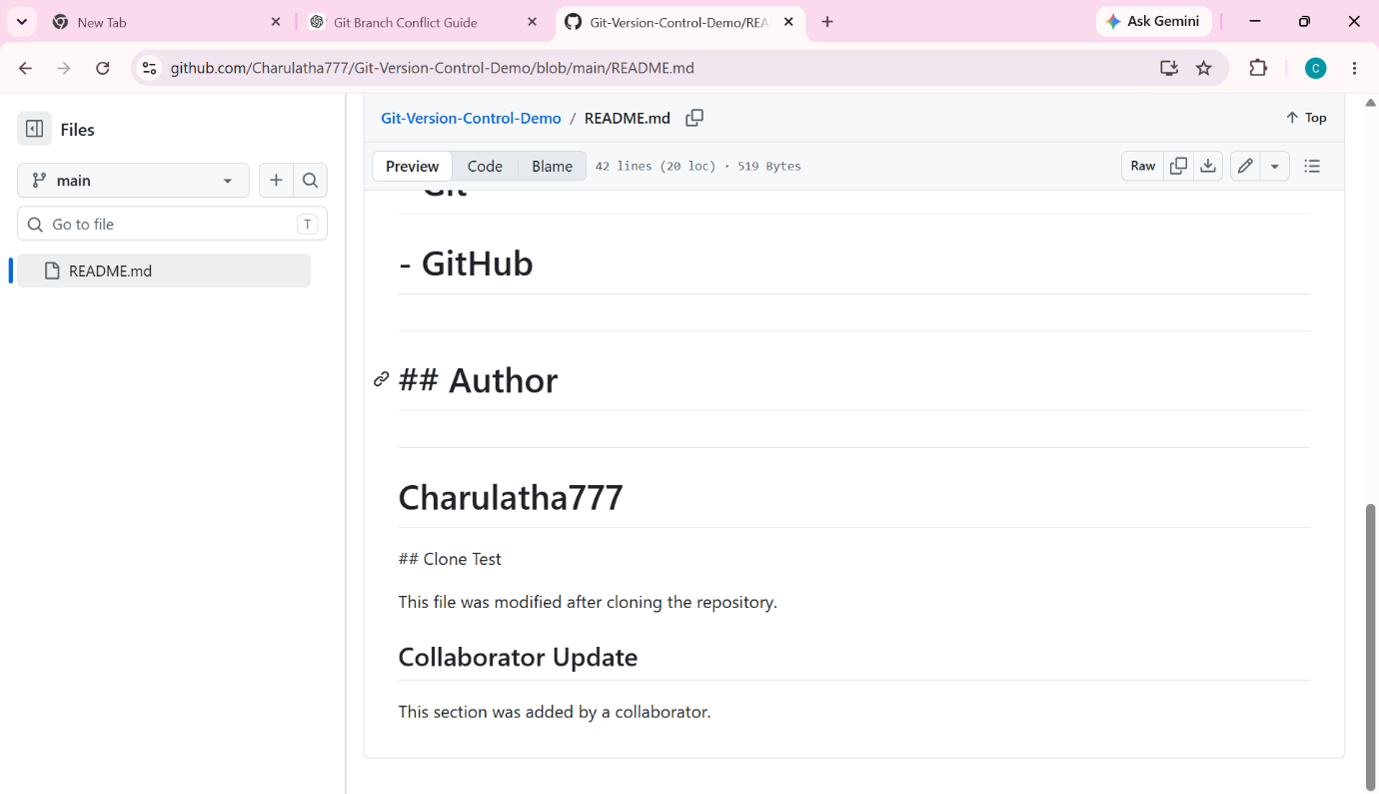 New Tab
Git Branch Conflict Guide
Git-Version-Control-Demo/REA
Ask Gemini
github.com/Charulatha777/Git-Version-Control-Demo/blob/main/README.md
C
Files
main
Go to file
T
README.md
Git-Version-Control-Demo / README.md
Top
Preview
Code
Blame
42 lines (20 loc) · 519 Bytes
Raw
- Git
- GitHub
## Author
Charulatha777
## Clone Test
This file was modified after cloning the repository.
Collaborator Update
This section was added by a collaborator.